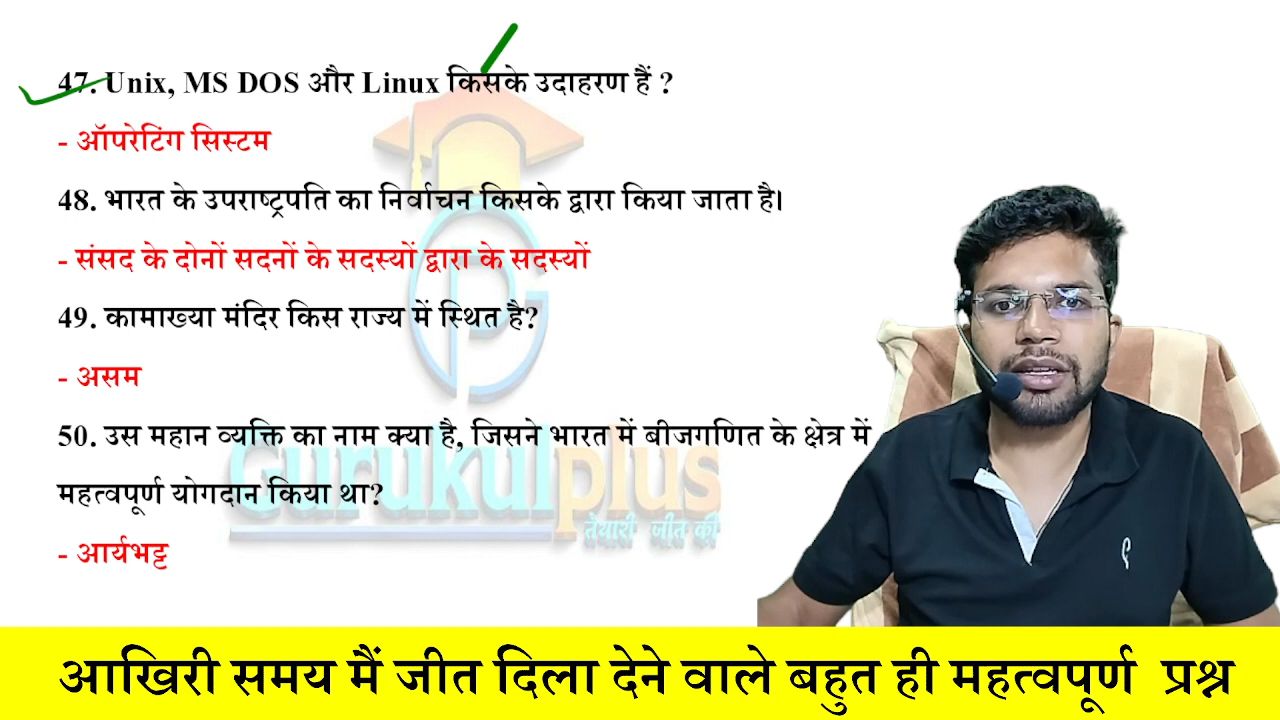 47. Unix, MS DOS और Linux किसके उदाहरण हैं ?
- ऑपरेटिंग सिस्टम
48. भारत के उपराष्ट्रपति का निर्वाचन किसके द्वारा किया जाता है।
- संसद के दोनों सदनों के सदस्यों द्वारा के सदस्यों
49. कामाख्या मंदिर किस राज्य में स्थित है?
- असम
50. उस महान व्यक्ति का नाम क्या है, जिसने भारत में बीजगणित के क्षेत्र में
महत्वपूर्ण योगदान किया था?
Gurukulplus
तैयारी जीत की
- आर्यभट्ट
आखिरी समय मैं जीत दिला देने वाले बहुत ही महत्वपूर्ण प्रश्न